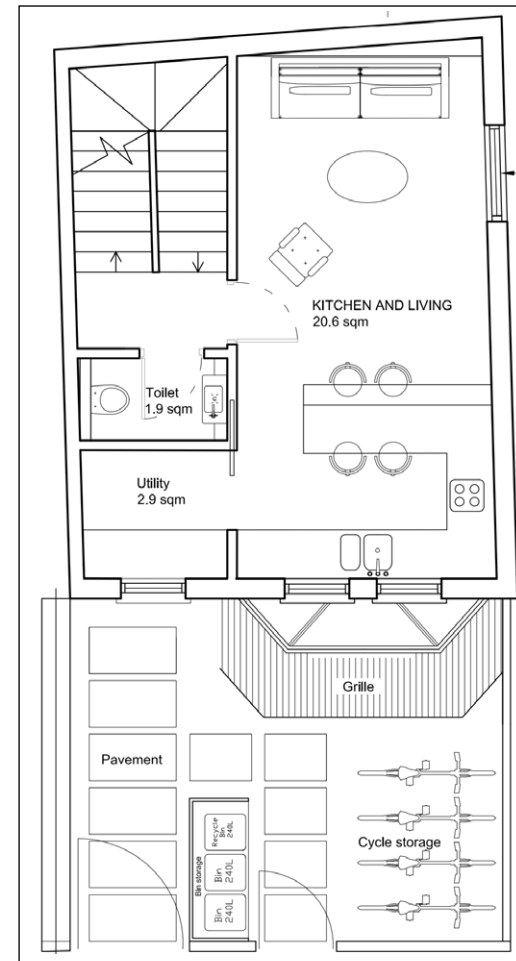 KITCHEN AND LIVING
20.6 sqm
Toilet
1.9 sqm
Utility
2.9 sqm
Grille
Pavement
Cycle storage
Bin storage
Recycle
Bin
240L
Bin
240L
Bin
240L